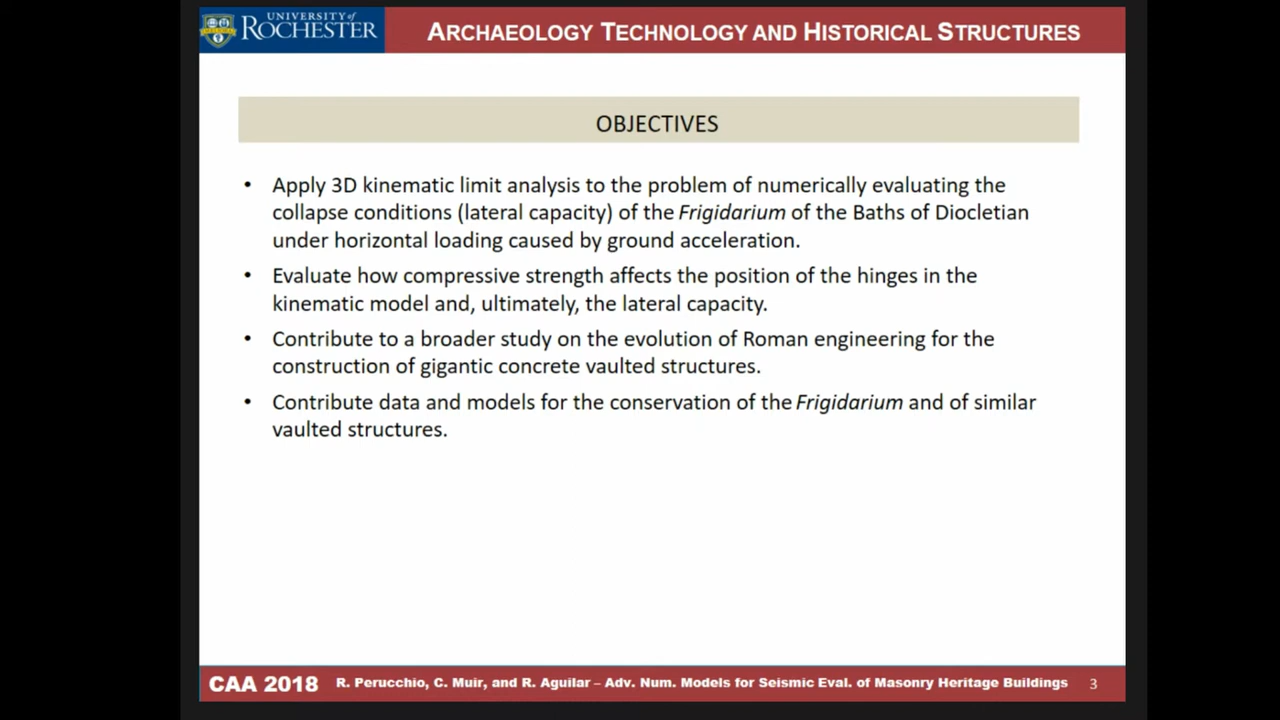 UNIVERSITY of
ROCHESTER
ARCHAEOLOGY TECHNOLOGY AND HISTORICAL STRUCTURES
OBJECTIVES
• Apply 3D kinematic limit analysis to the problem of numerically evaluating the
collapse conditions (lateral capacity) of the Frigidarium of the Baths of Diocletian
under horizontal loading caused by ground acceleration.
• Evaluate how compressive strength affects the position of the hinges in the
kinematic model and, ultimately, the lateral capacity.
• Contribute to a broader study on the evolution of Roman engineering for the
construction of gigantic concrete vaulted structures.
• Contribute data and models for the conservation of the Frigidarium and of similar
vaulted structures.
CAA 2018 R. Perucchio, C. Muir, and R. Aguilar – Adv. Num. Models for Seismic Eval. of Masonry Heritage Buildings 3